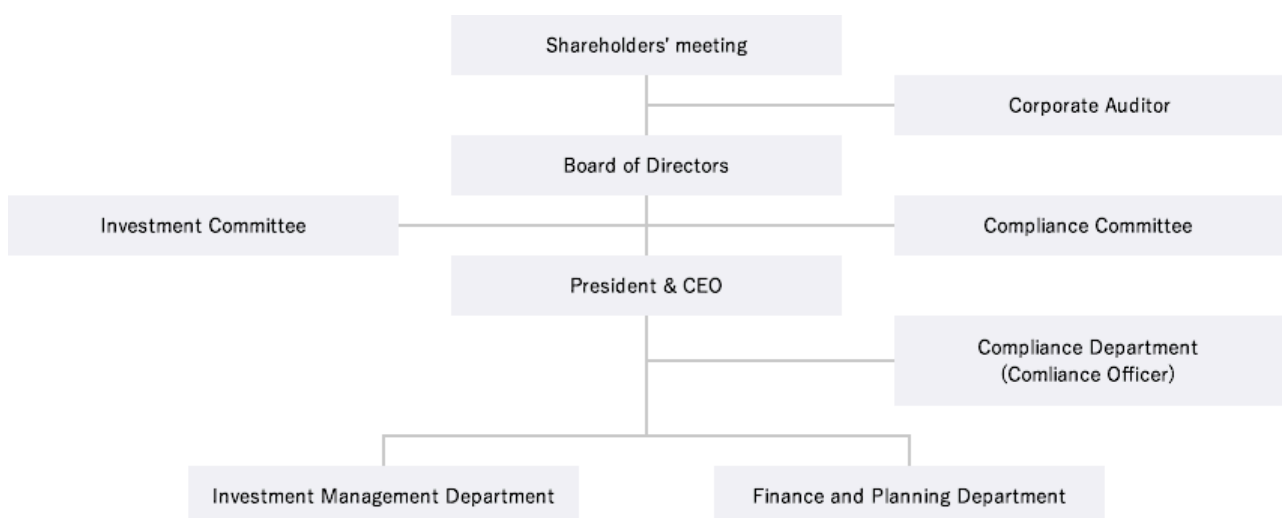 Shareholders' meeting
Corporate Auditor
Board of Directors
Investment Committee
Compliance Committee
President & CEO
Compliance Department
(Comliance Officer)
Investment Management Department
Finance and Planning Department